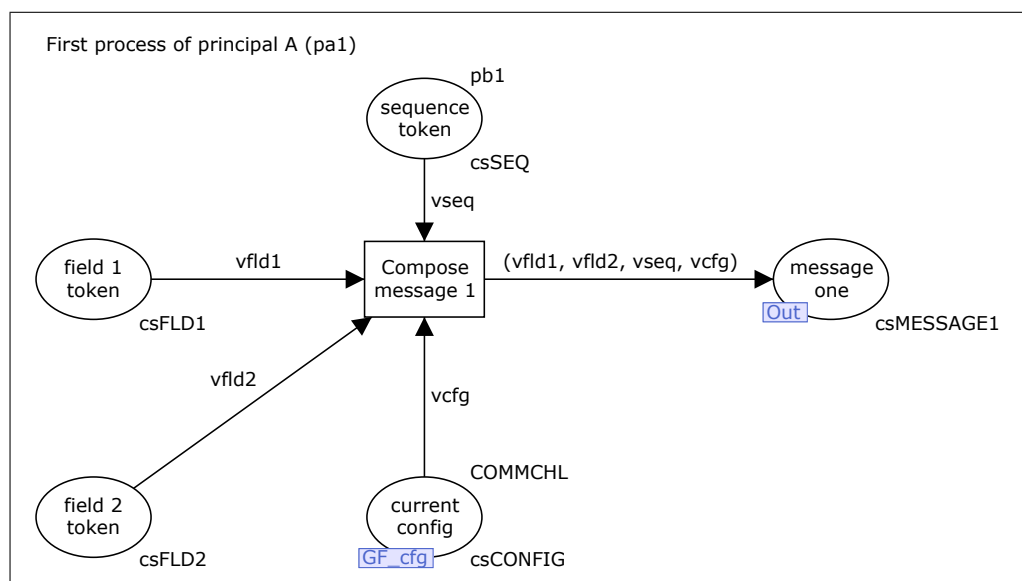 First process of principal A (pa1)
pb1
sequence
token
csSEQ
vseq
field 1
token
csFLD1
vfld1
Compose
message 1
(vfld1, vfld2, vseq, vcfg)
message
one
Out
csMESSAGE1
vfld2
vcfg
COMMCHL
field 2
token
csFLD2
current
config
GF_cfg
csCONFIG